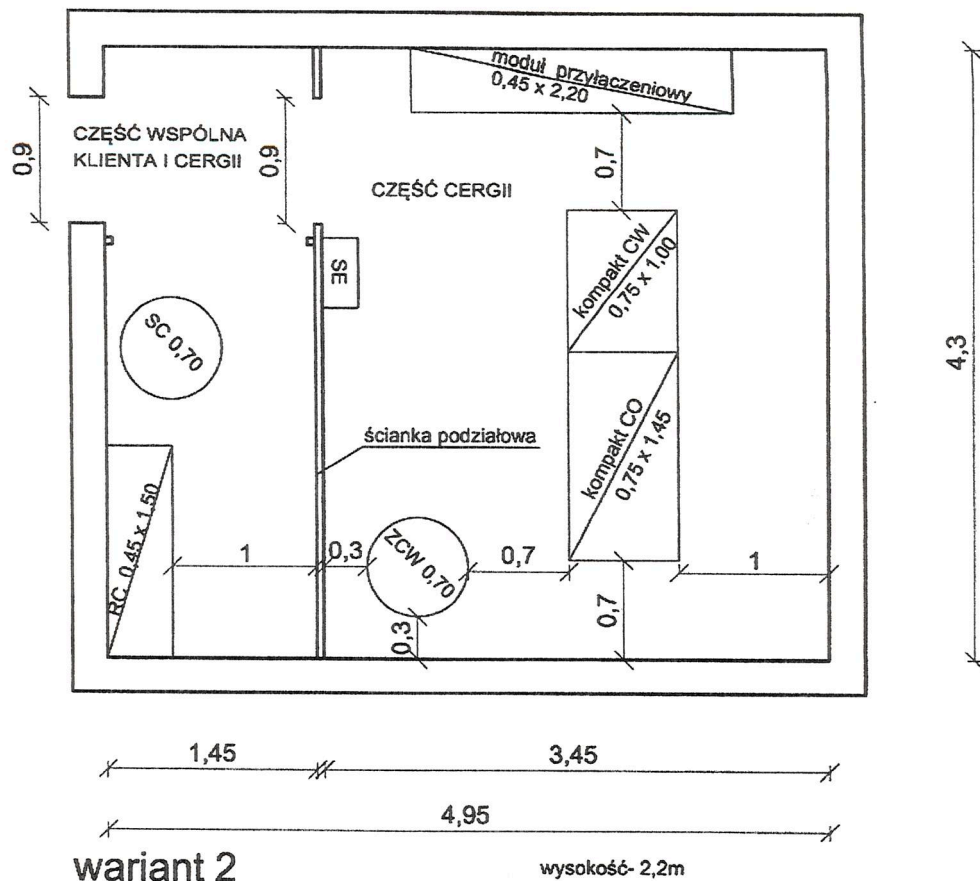 moduł przyłączeniowy
0,45 x 2,20
CZĘŚĆ WSPÓLNA
KLIENTA I CERGII
0,9
0,9
CZĘŚĆ CERGII
0,7
kompakt CW
0,75 x 1,00
SE
SC 0,70
4,3
ścianka podziałowa
kompakt CO
0,75 x 1,45
RC 0,45 x 1,50
1
0,3
ZCW 0,70
0,7
1
0,3
0,7
1,45
3,45
4,95
wariant 2
wysokość- 2,2m